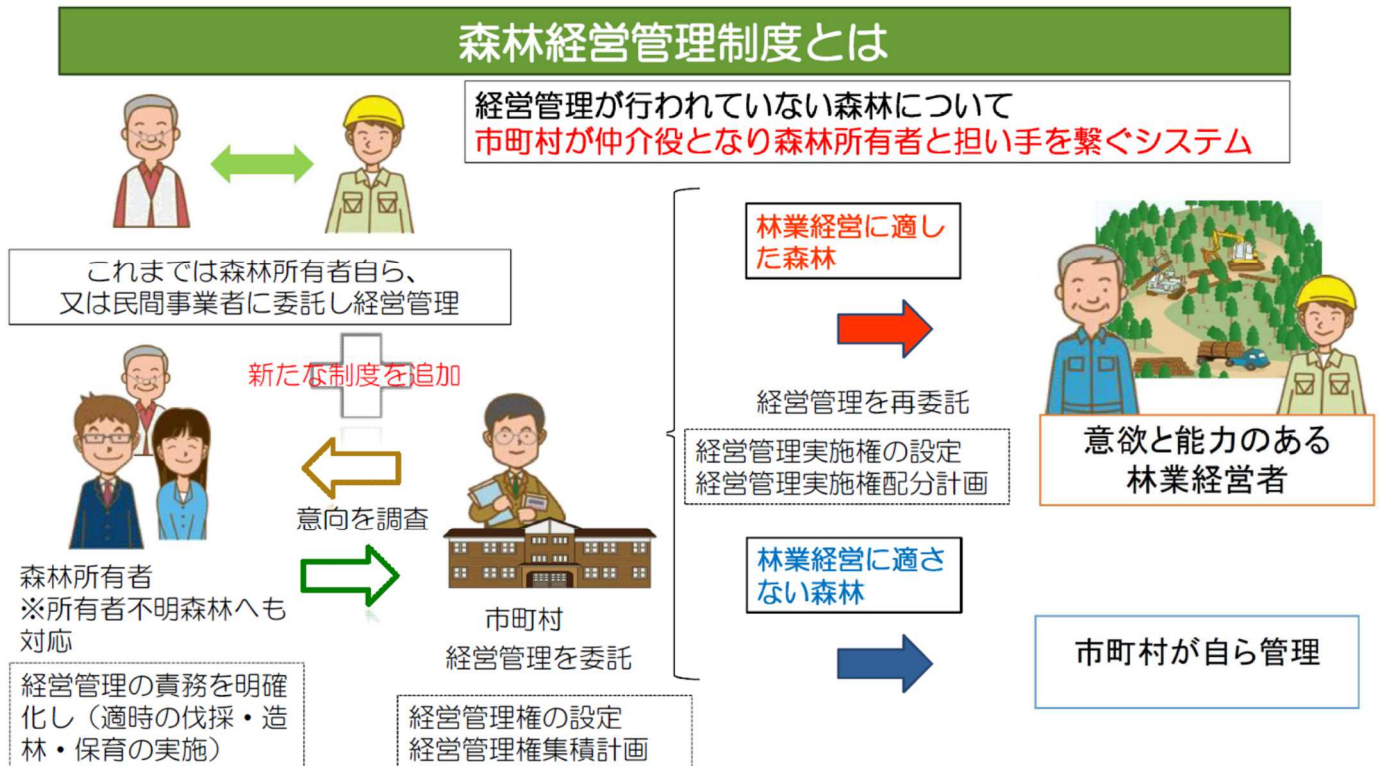 森林経営管理制度とは
経営管理が行われていない森林について
市町村が仲介役となり森林所有者と担い手を繋ぐシステム
これまでは森林所有者自ら、
又は民間事業者に委託し経営管理
新たな制度を追加
意向を調査
森林所有者
※所有者不明森林へも
対応
経営管理の責務を明確
化し（適時の伐採・造
林・保育の実施）
市町村
経営管理を委託
経営管理権の設定
経営管理権集積計画
林業経営に適し
た森林
経営管理を再委託
経営管理実施権の設定
経営管理実施権配分計画
意欲と能力のある
林業経営者
林業経営に適さ
ない森林
市町村が自ら管理